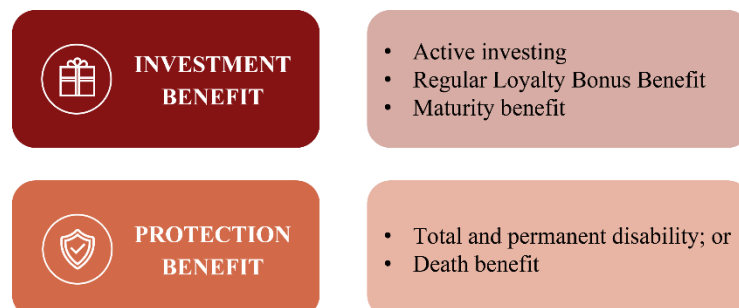 INVESTMENT
BENEFIT
• Active investing
• Regular Loyalty Bonus Benefit
• Maturity benefit
PROTECTION
BENEFIT
• Total and permanent disability; or
• Death benefit